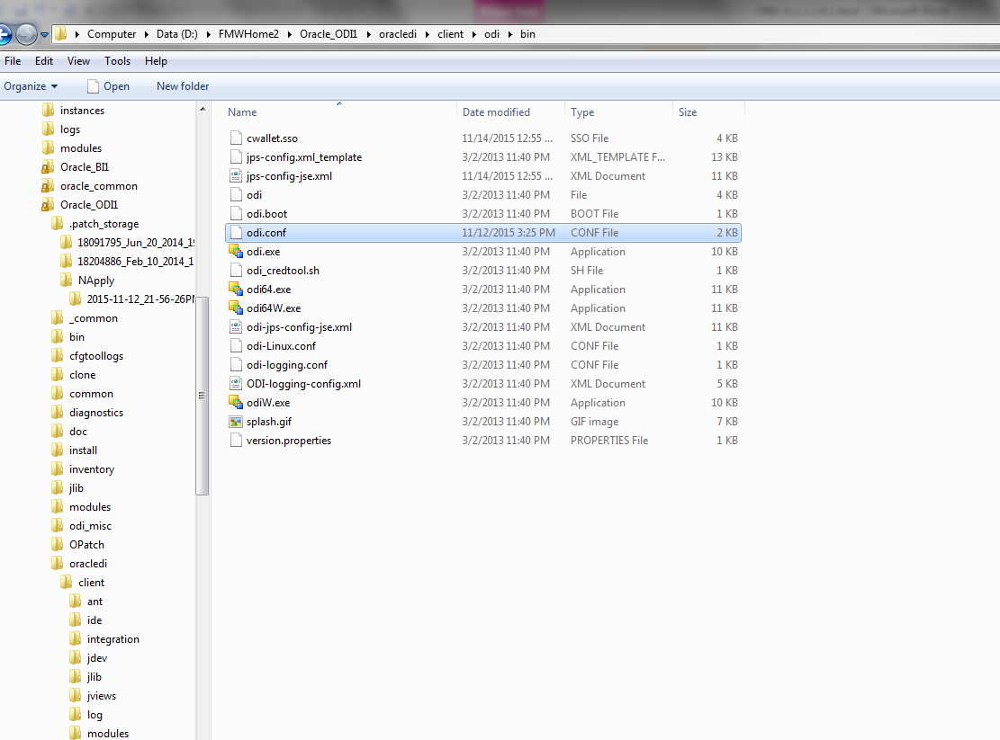 Computer Data (D:) FMWHome2 Oracle_ODI1 oracledi client odi bin
File Edit View Tools Help
Organize Open New folder
instances
logs
modules
Oracle_BI1
oracle_common
Oracle_ODI1
.patch_storage
18091795_Jun_20_2014_19
18204886_Feb_10_2014_1
NApply
2015-11-12_21-56-26PM
_common
bin
cfgtoollogs
clone
common
diagnostics
doc
install
inventory
jlib
modules
odi_misc
OPatch
oracledi
client
ant
ide
integration
jdev
jlib
jviews
log
modules
Name Date modified Type Size
cwallet.sso 11/14/2015 12:55 ... SSO File 4 KB
jps-config.xml_template 3/2/2013 11:40 PM XML_TEMPLATE F... 13 KB
jps-config-jse.xml 11/14/2015 12:55 ... XML Document 11 KB
odi 3/2/2013 11:40 PM File 4 KB
odi.boot 3/2/2013 11:40 PM BOOT File 1 KB
odi.conf 11/12/2015 3:25 PM CONF File 2 KB
odi.exe 3/2/2013 11:40 PM Application 10 KB
odi_credtool.sh 3/2/2013 11:40 PM SH File 1 KB
odi64.exe 3/2/2013 11:40 PM Application 11 KB
odi64W.exe 3/2/2013 11:40 PM Application 11 KB
odi-jps-config-jse.xml 3/2/2013 11:40 PM XML Document 11 KB
odi-Linux.conf 3/2/2013 11:40 PM CONF File 1 KB
odi-logging.conf 3/2/2013 11:40 PM CONF File 1 KB
ODI-logging-config.xml 3/2/2013 11:40 PM XML Document 5 KB
odiW.exe 3/2/2013 11:40 PM Application 10 KB
splash.gif 3/2/2013 11:40 PM GIF image 7 KB
version.properties 3/2/2013 11:40 PM PROPERTIES File 1 KB